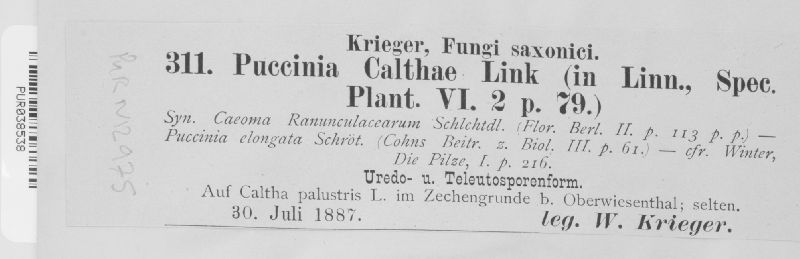 Krieger, Fungi saxonici.
311. Puccinia Calthae Link (in Linn., Spec.
Plant. VI. 2 p. 79.)
Syn. Caeoma Ranunculacearum Schlchtdl. (Flor. Berl. II. p. 113 p. p.) —
Puccinia elongata Schröt. (Cohns Beitr. z. Biol. III. p. 61.) — cfr. Winter,
Die Pilze, I. p. 216.
Uredo- u. Teleutosporenform.
Auf Caltha palustris L. im Zechengrunde b. Oberwiesenthal; selten.
30. Juli 1887.
leg. W. Krieger.
PUR038538
PUR N2975